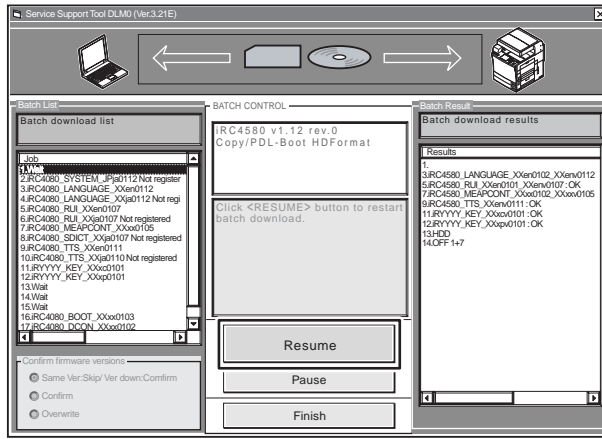 Service Support Tool DLM0 (Ver.3.21E)
Batch List
Batch download list
Job
2.iRC4080_SYSTEM_JPja0112 Not register
3.iRC4080_LANGUAGE_XXen0112
4.iRC4080_LANGUAGE_XXja0112 Not regi
5.iRC4080_RUI_XXen0107
6.iRC4080_RUI_XXja0107 Not registered
7.iRC4080_MEAPCONT_XXxx0105
8.iRC4080_SDICT_XXja0107 Not registered
9.iRC4080_TTS_XXen0111
10.iRC4080_TTS_XXja0110 Not registered
11.iRYYYY_KEY_XXxc0101
12.iRYYYY_KEY_XXxp0101
13.Wait
14.Wait
15.Wait
16.iRC4080_BOOT_XXxx0103
17.iRC4080_DCON_XXxx0102
Confirm firmware versions
Same Ver:Skip/ Ver down:Comfirm
Confirm
Overwrite
BATCH CONTROL
iRC4580 v1.12 rev.0
Copy/PDL-Boot HDFormat
Click <RESUME> button to restart
batch download.
Resume
Pause
Finish
Batch Result
Batch download results
Results
1.
3.iRC4580_LANGUAGE_XXen0102_XXenv0112
5.iRC4580_RUI_XXen0101_XXenv0107 : OK
7.iRC4580_MEAPCONT_XXxx0102_XXxxv0105
9.iRC4580_TTS_XXenv0111 : OK
11.iRYYYY_KEY_XXxcv0101 : OK
12.iRYYYY_KEY_XXxpv0101 : OK
13.HDD
14.OFF 1+7